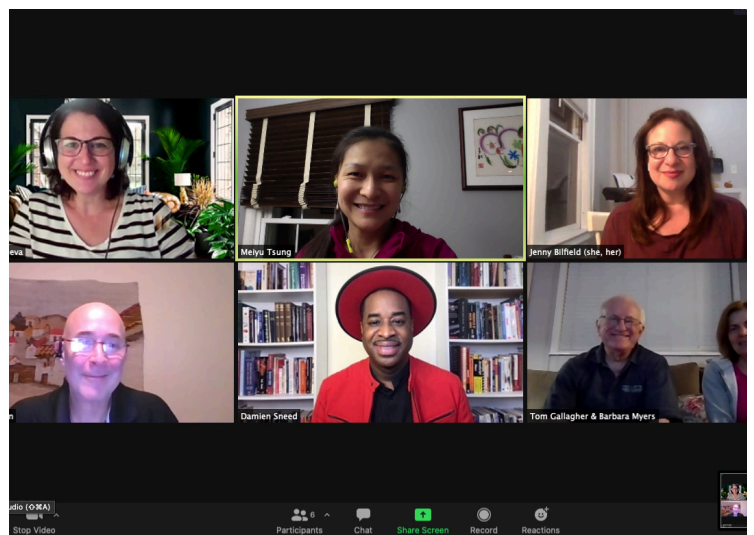 eva
Meiyu Tsung
Jenny Bilfield (she, her)
n
Damien Sneed
Tom Gallagher & Barbara Myers
udio (⇧⌘A)
Stop Video
Participants
6
Chat
Share Screen
Record
Reactions